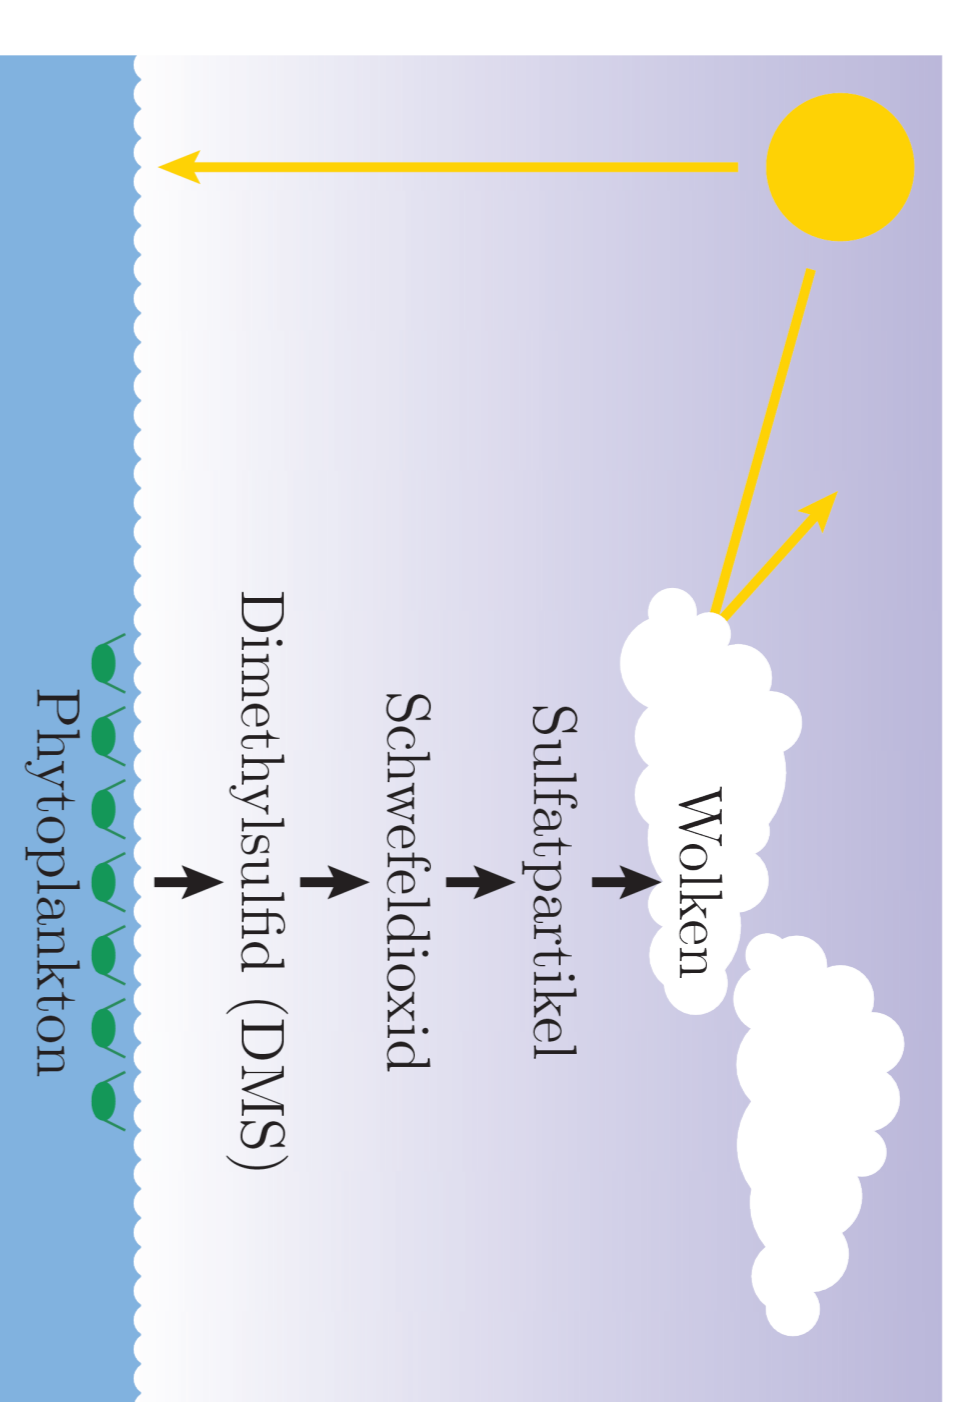 Wolken
Sulfatpartikel
Schwefeldioxid
Dimethylsulfid (DMS)
Phytoplankton